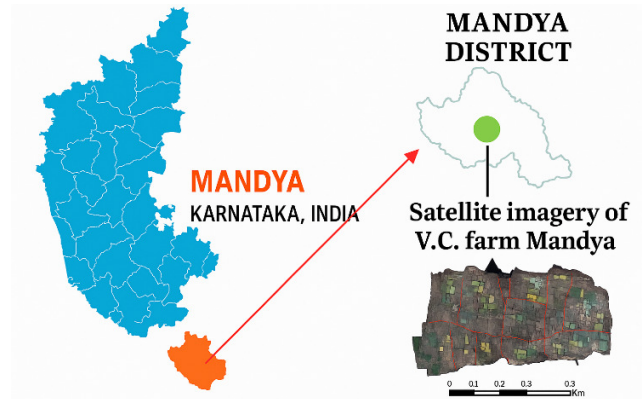 MANDYA
DISTRICT
MANDYA
KARNATAKA, INDIA
Satellite imagery of
V.C. farm Mandya
0 0.1 0.2 0.3 0.3
Km